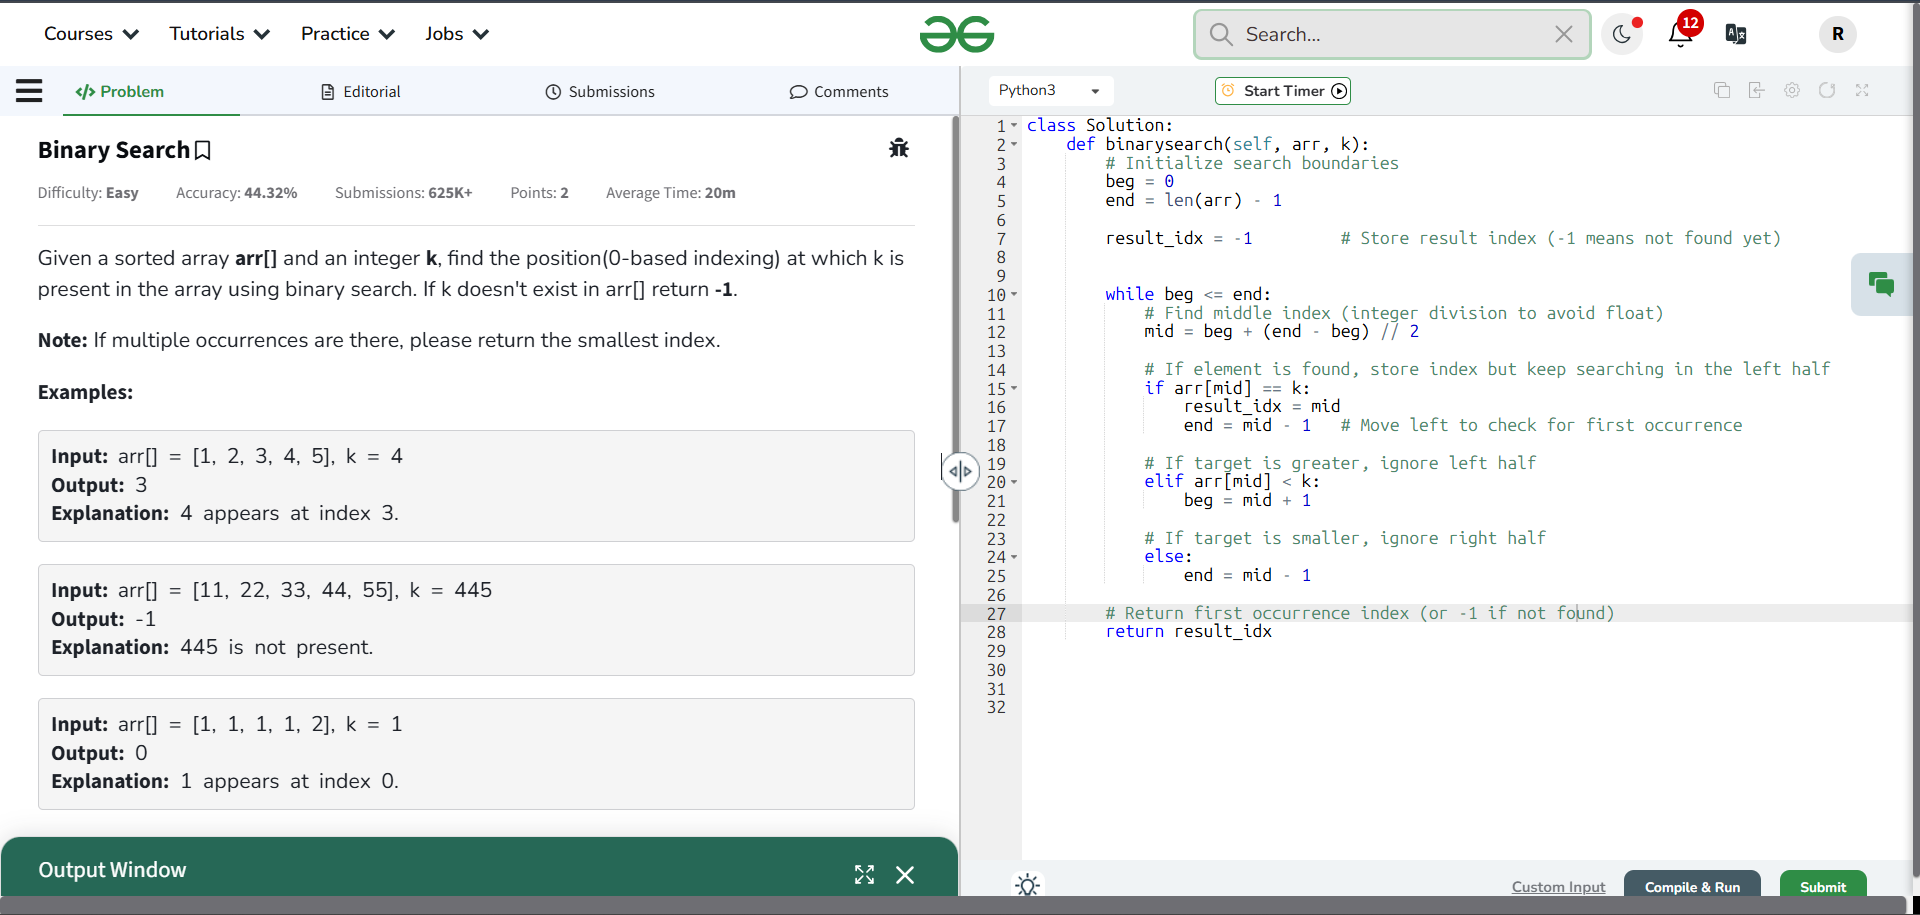 Courses Tutorials Practice Jobs Search... 12 R
Problem Editorial Submissions Comments
Binary Search
Difficulty: Easy Accuracy: 44.32% Submissions: 625K+ Points: 2 Average Time: 20m
Given a sorted array arr[] and an integer k, find the position(0-based indexing) at which k is
present in the array using binary search. If k doesn't exist in arr[] return -1.
Note: If multiple occurrences are there, please return the smallest index.
Examples:
Input: arr[] = [1, 2, 3, 4, 5], k = 4
Output: 3
Explanation: 4 appears at index 3.
Input: arr[] = [11, 22, 33, 44, 55], k = 445
Output: -1
Explanation: 445 is not present.
Input: arr[] = [1, 1, 1, 1, 2], k = 1
Output: 0
Explanation: 1 appears at index 0.
Output Window
Python3 Start Timer
1 class Solution:
2     def binarysearch(self, arr, k):
3         # Initialize search boundaries
4         beg = 0
5         end = len(arr) - 1
6
7         result_idx = -1         # Store result index (-1 means not found yet)
8
9
10         while beg <= end:
11             # Find middle index (integer division to avoid float)
12             mid = beg + (end - beg) // 2
13
14             # If element is found, store index but keep searching in the left half
15             if arr[mid] == k:
16                 result_idx = mid
17                 end = mid - 1   # Move left to check for first occurrence
18
19             # If target is greater, ignore left half
20             elif arr[mid] < k:
21                 beg = mid + 1
22
23             # If target is smaller, ignore right half
24             else:
25                 end = mid - 1
26
27         # Return first occurrence index (or -1 if not found)
28         return result_idx
29
30
31
32
Custom Input Compile & Run Submit